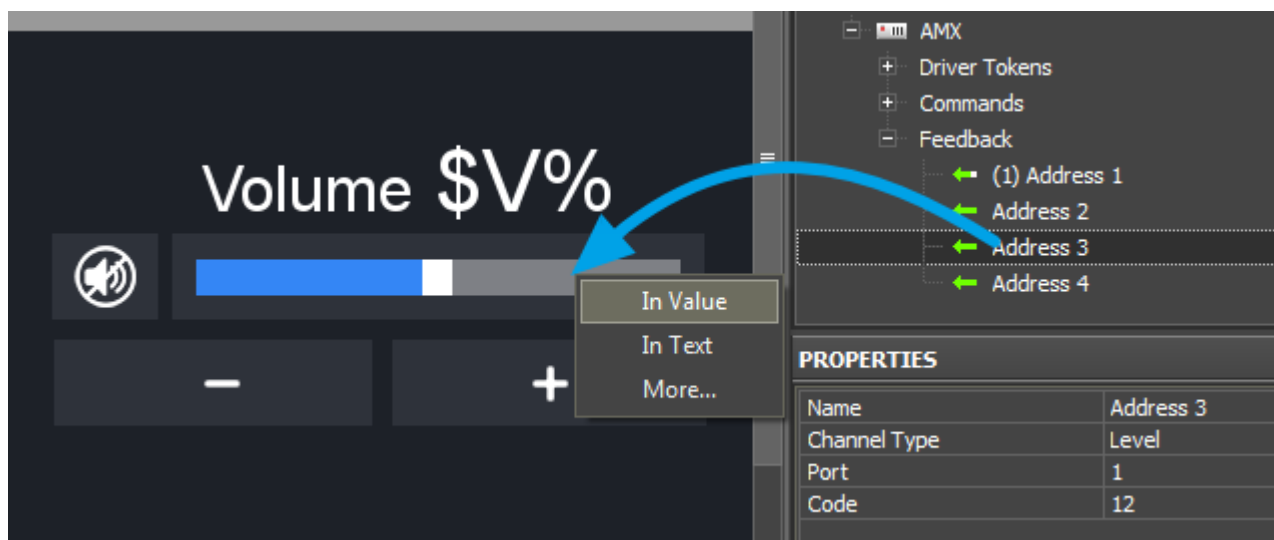 AMX
Driver Tokens
Commands
Feedback
(1) Address 1
Address 2
Address 3
Address 4
Volume $V%
In Value
In Text
More...
PROPERTIES
Name Address 3
Channel Type Level
Port 1
Code 12